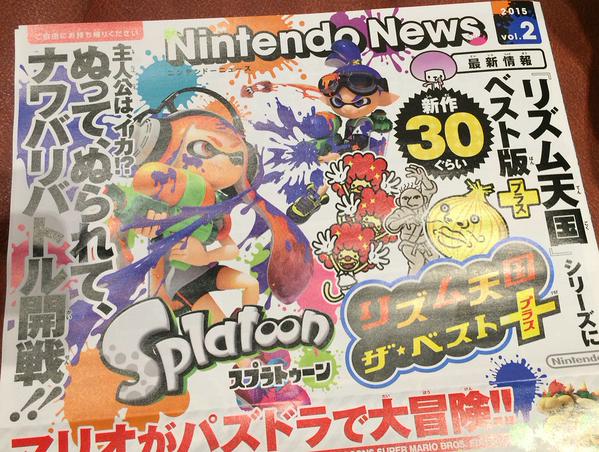 ご自由にお持ち帰りください
Nintendo News
ニンテンドーニュース
2015
vol.2
最新情報
主人公は、イカ!?
ぬって、ぬられて、
ナワバリバトル開戦!!
『リズム天国』シリーズに
ベスト版
プラス
新作
30
ぐらい
Splatoon
スプラトゥーン
リズム天国
ザ★ベスト+
プラス
Nintendo
マリオがパズドラで大冒険!!
SUPER MARIO BROS.